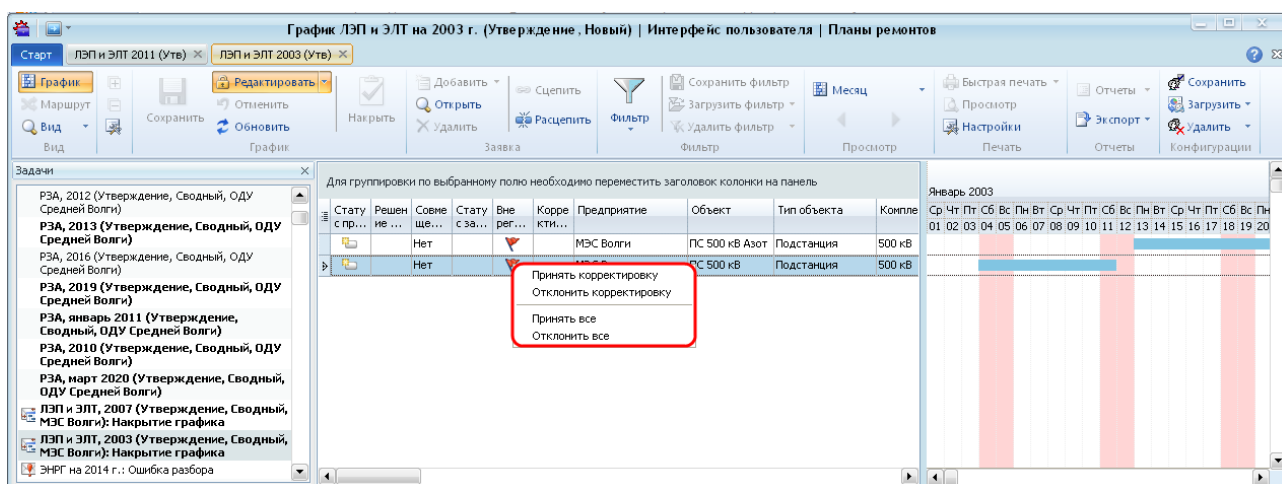 График ЛЭП и ЭЛТ на 2003 г. (Утверждение , Новый) | Интерфейс пользователя | Планы ремонтов
Старт ЛЭП и ЭЛТ 2011 (Утв) ЛЭП и ЭЛТ 2003 (Утв)
График Маршрут Вид
Вид
Сохранить Редактировать Отменить Обновить
График
Накрыть Добавить Открыть Удалить Сцепить Расцепить
Заявка
Фильтр Сохранить фильтр Загрузить фильтр Удалить фильтр
Фильтр
Месяц
Просмотр
Быстрая печать Просмотр Настройки
Печать
Отчеты Экспорт
Отчеты
Сохранить Загрузить Удалить
Конфигурации
Задачи
РЗА, 2012 (Утверждение, Сводный, ОДУ
Средней Волги)
РЗА, 2013 (Утверждение, Сводный, ОДУ
Средней Волги)
РЗА, 2016 (Утверждение, Сводный, ОДУ
Средней Волги)
РЗА, 2019 (Утверждение, Сводный, ОДУ
Средней Волги)
РЗА, январь 2011 (Утверждение,
Сводный, ОДУ Средней Волги)
РЗА, 2010 (Утверждение, Сводный, ОДУ
Средней Волги)
РЗА, март 2020 (Утверждение, Сводный,
ОДУ Средней Волги)
ЛЭП и ЭЛТ, 2007 (Утверждение, Сводный,
МЭС Волги): Накрытие графика
ЛЭП и ЭЛТ, 2003 (Утверждение, Сводный,
МЭС Волги): Накрытие графика
ЭНРГ на 2014 г.: Ошибка разбора
Для группировки по выбранному полю необходимо переместить заголовок колонки на панель
Стату Решен Совме Стату Вне Корре Предприятие Объект Тип объекта Компле
с пр... ие ... ще... с за... рег... кти...
Нет МЭС Волги ПС 500 кВ Азот Подстанция 500 кВ
Нет ПС 500 кВ Подстанция 500 кВ
Принять корректировку
Отклонить корректировку
Принять все
Отклонить все
Январь 2003
Ср Чт Пт Сб Вс Пн Вт Ср Чт Пт Сб Вс Пн Вт Ср Чт Пт Сб Вс Пн
01 02 03 04 05 06 07 08 09 10 11 12 13 14 15 16 17 18 19 20